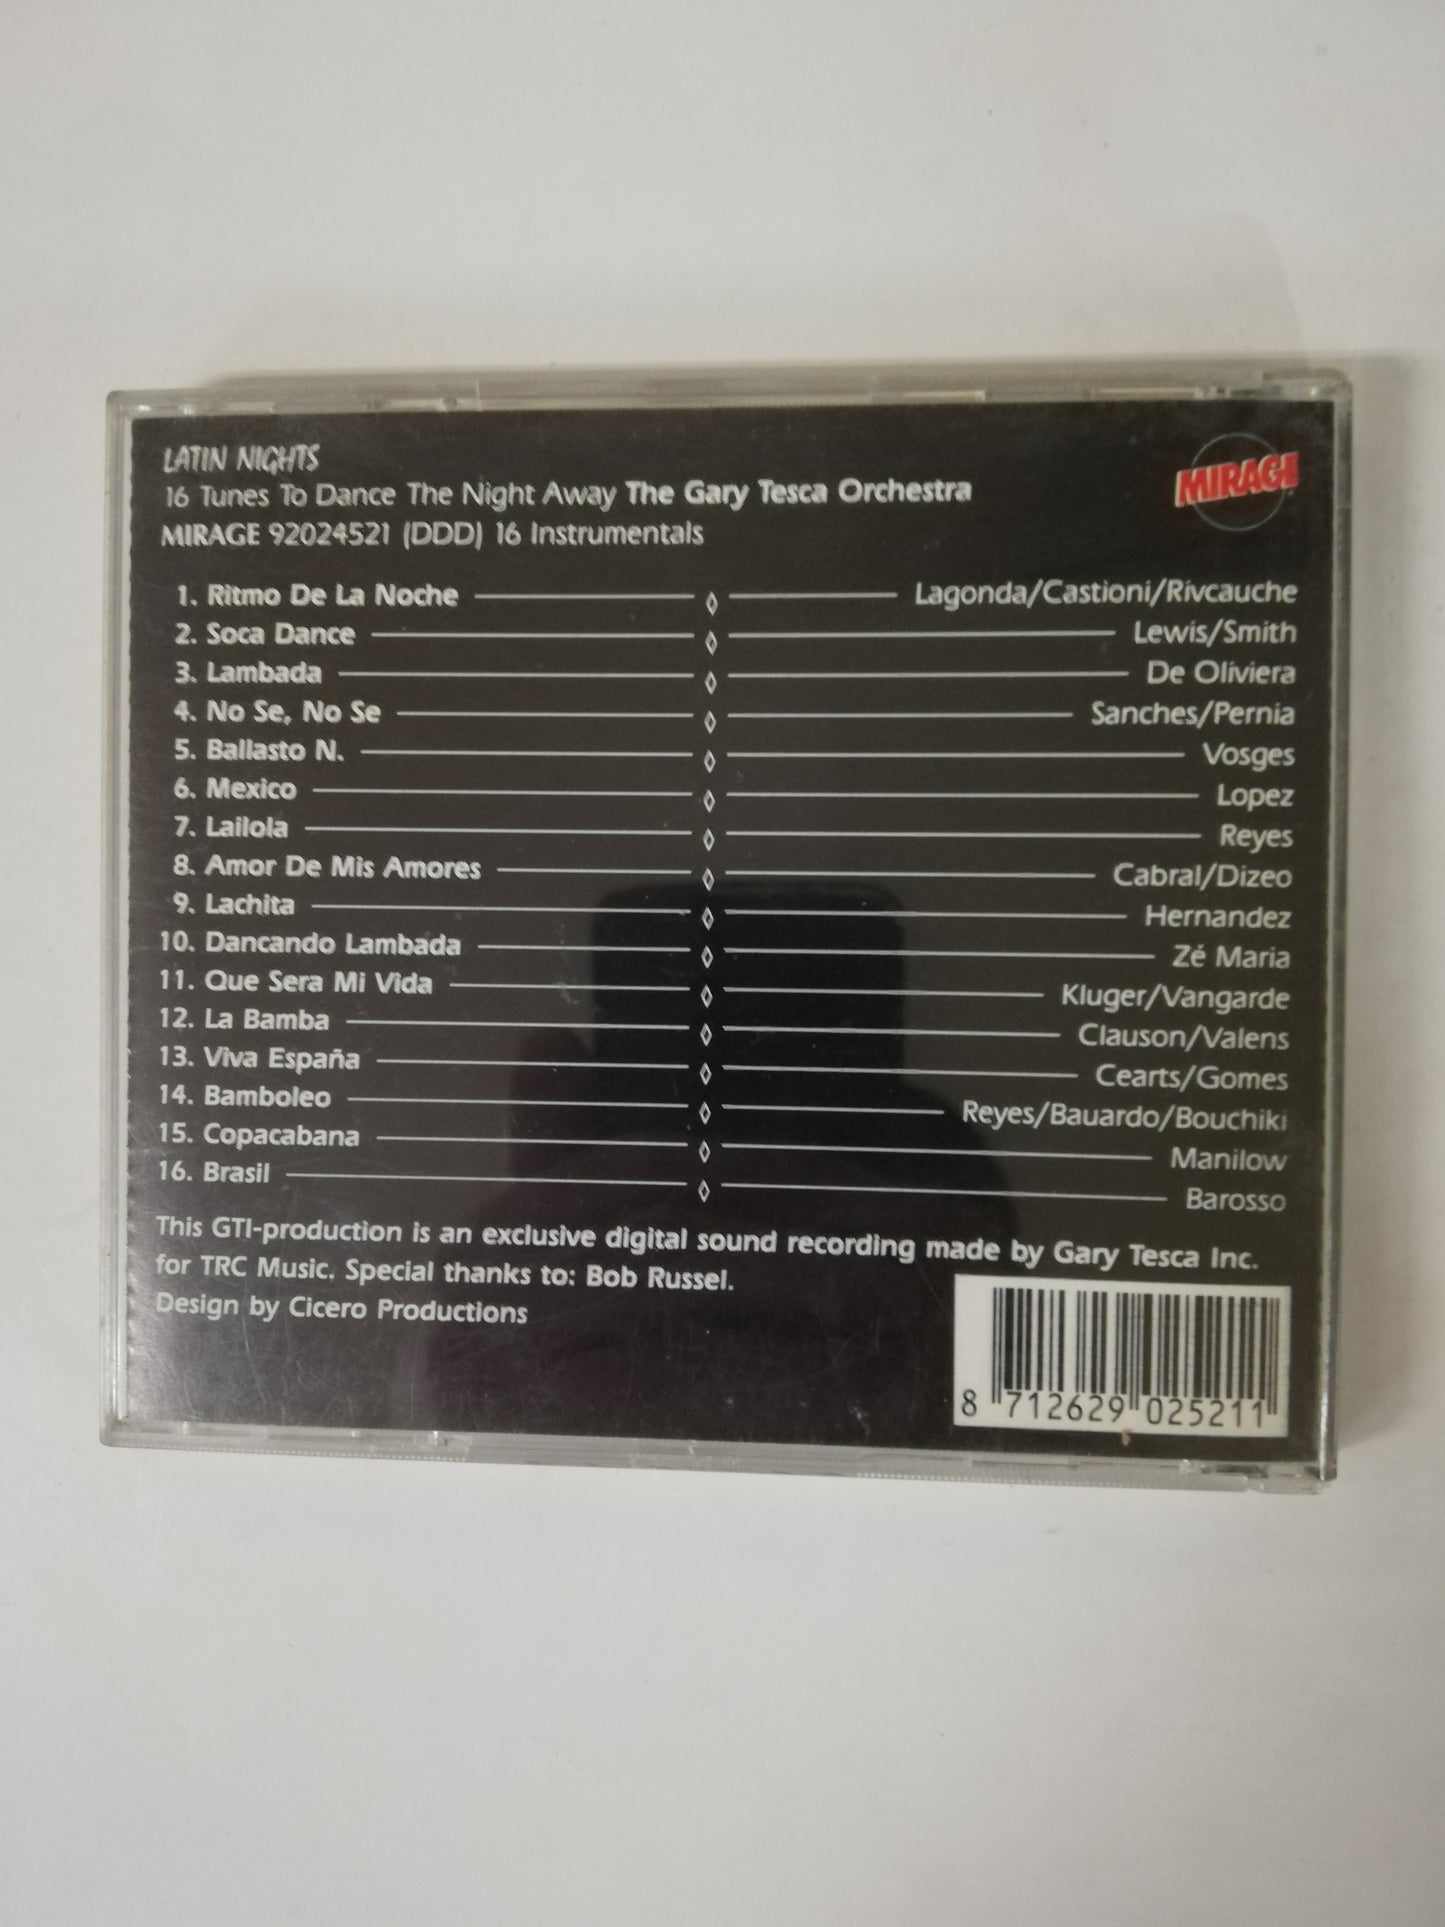 LATIN NIGHTS
16 Tunes To Dance The Night Away The Gary Tesca Orchestra
MIRAGE 92024521 (DDD) 16 Instrumentals
MIRAGE
1. Ritmo De La Noche Lagonda/Castioni/Rivcauche
2. Soca Dance Lewis/Smith
3. Lambada De Oliviera
4. No Se, No Se Sanches/Pernia
5. Ballasto N. Vosges
6. Mexico Lopez
7. Lailola Reyes
8. Amor De Mis Amores Cabral/Dizeo
9. Lachita Hernandez
10. Dancando Lambada Zé Maria
11. Que Sera Mi Vida Kluger/Vangarde
12. La Bamba Clauson/Valens
13. Viva España Cearts/Gomes
14. Bamboleo Reyes/Bauardo/Bouchiki
15. Copacabana Manilow
16. Brasil Barosso
This GTI-production is an exclusive digital sound recording made by Gary Tesca Inc.
for TRC Music. Special thanks to: Bob Russel.
Design by Cicero Productions
8 712629 025211